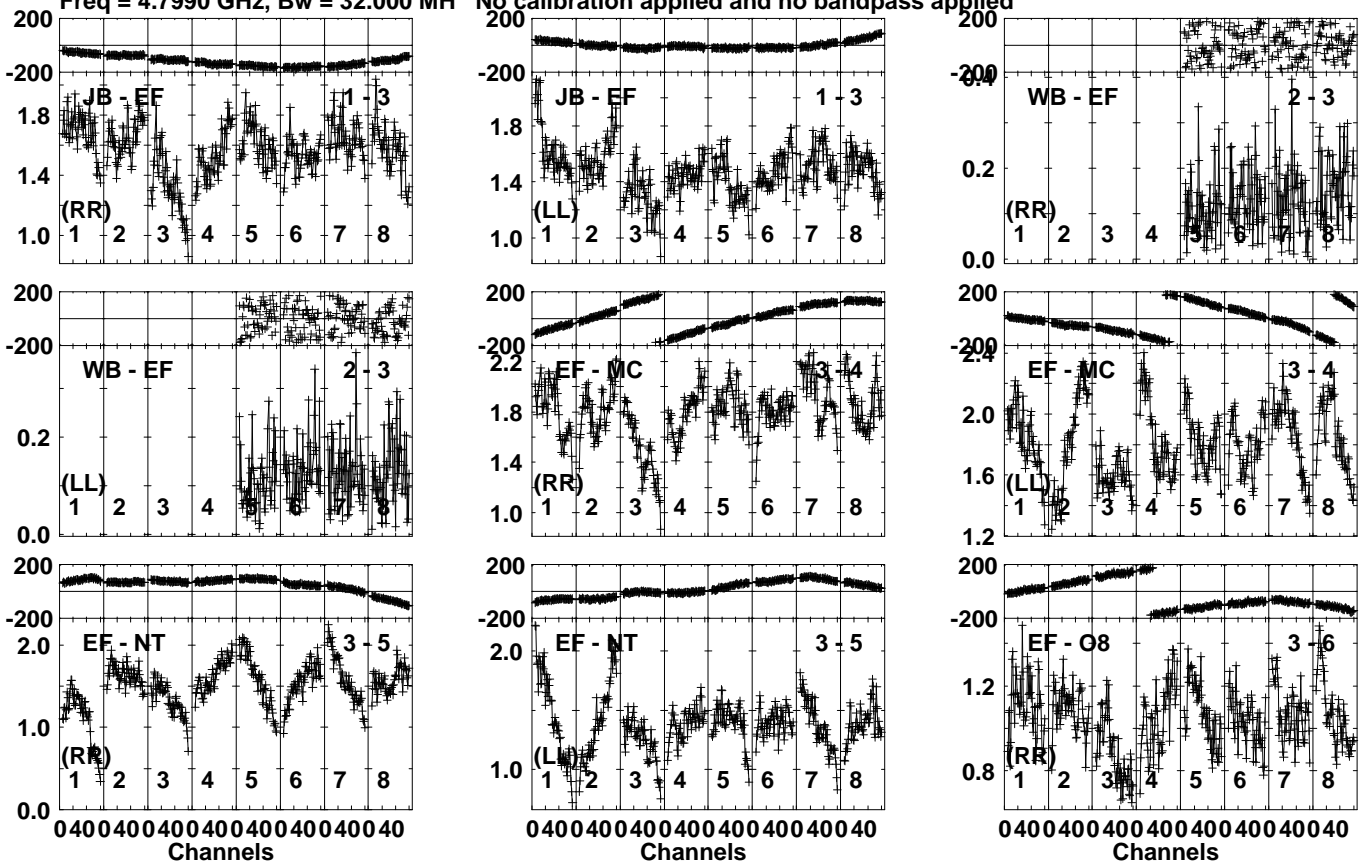 Freq = 4.7990 GHz, Bw = 32.000 MH No calibration applied and no bandpass applied
200
-200
JB - EF 1 - 3
1.8
1.4
1.0
(RR)
1 2 3 4 5 6 7 8
200
-200
JB - EF 1 - 3
1.8
1.4
1.0
(LL)
1 2 3 4 5 6 7 8
200
-200
0.4
WB - EF 2 - 3
0.2
0.0
(RR)
1 2 3 4 5 6 7 8
200
-200
WB - EF 2 - 3
0.2
0.0
(LL)
1 2 3 4 5 6 7 8
200
-200
EF - MC 3 - 4
2.2
1.8
1.4
1.0
(RR)
1 2 3 4 5 6 7 8
200
-200
2.4
EF - MC 3 - 4
2.0
1.6
1.2
(LL)
1 2 3 4 5 6 7 8
200
-200
EF - NT 3 - 5
2.0
1.0
0.0
(RR)
1 2 3 4 5 6 7 8
0 40 0 40 0 40 0 40 0 40 0 40 0 40 0 40
Channels
200
-200
EF - NT 3 - 5
2.0
1.0
(LL)
1 2 3 4 5 6 7 8
0 40 0 40 0 40 0 40 0 40 0 40 0 40 0 40
Channels
200
-200
EF - O8 3 - 6
1.2
0.8
(RR)
1 2 3 4 5 6 7 8
0 40 0 40 0 40 0 40 0 40 0 40 0 40 0 40
Channels